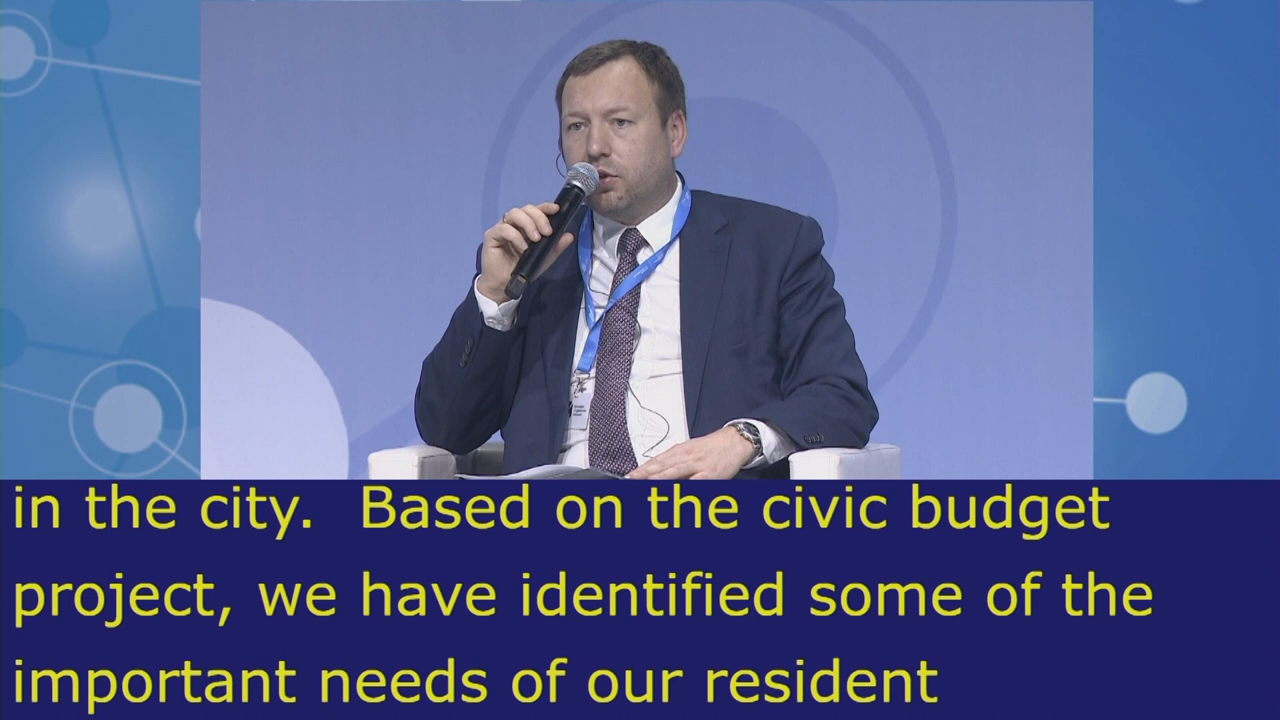 in the city.  Based on the civic budget
project, we have identified some of the
important needs of our resident